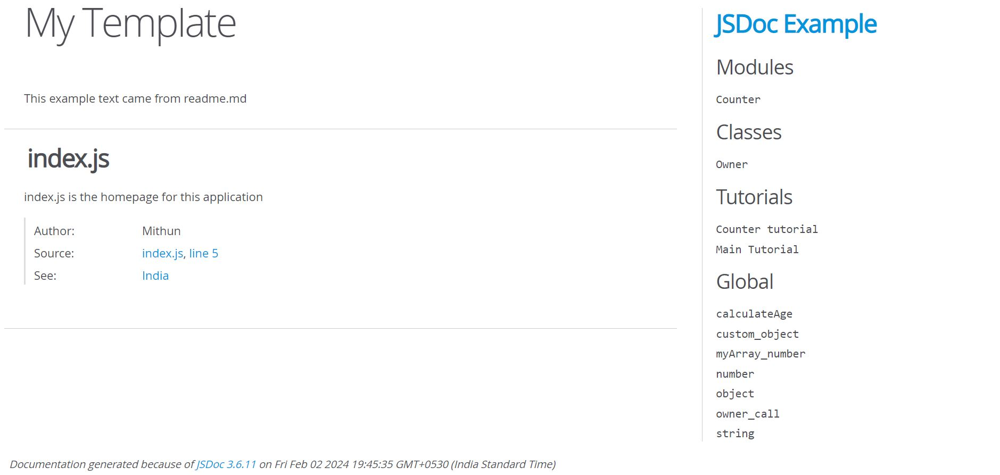 My Template
This example text came from readme.md
index.js
index.js is the homepage for this application
Author: Mithun
Source: index.js, line 5
See: India
JSDoc Example
Modules
Counter
Classes
Owner
Tutorials
Counter tutorial
Main Tutorial
Global
calculateAge
custom_object
myArray_number
number
object
owner_call
string
Documentation generated because of JSDoc 3.6.11 on Fri Feb 02 2024 19:45:35 GMT+0530 (India Standard Time)